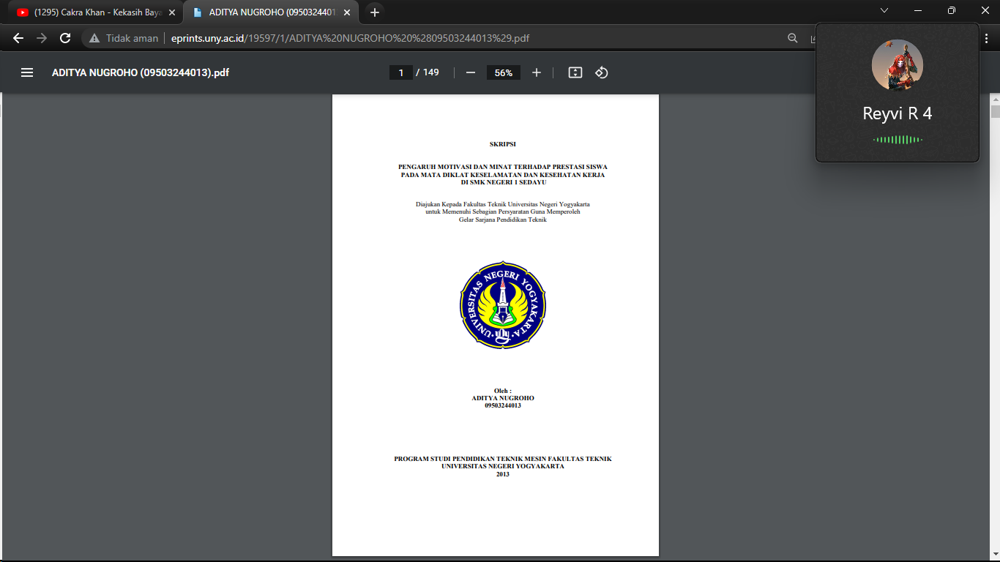 (1295) Cakra Khan - Kekasih Baya
ADITYA NUGROHO (0950324401
Tidak aman
eprints.uny.ac.id/19597/1/ADITYA%20NUGROHO%20%2809503244013%29.pdf
ADITYA NUGROHO (09503244013).pdf
1 / 149
56%
Reyvi R 4
SKRIPSI
PENGARUH MOTIVASI DAN MINAT TERHADAP PRESTASI SISWA
PADA MATA DIKLAT KESELAMATAN DAN KESEHATAN KERJA
DI SMK NEGERI 1 SEDAYU
Diajukan Kepada Fakultas Teknik Universitas Negeri Yogyakarta
untuk Memenuhi Sebagian Persyaratan Guna Memperoleh
Gelar Sarjana Pendidikan Teknik
UNIVERSITAS NEGERI YOGYAKARTA
Oleh :
ADITYA NUGROHO
09503244013
PROGRAM STUDI PENDIDIKAN TEKNIK MESIN FAKULTAS TEKNIK
UNIVERSITAS NEGERI YOGYAKARTA
2013